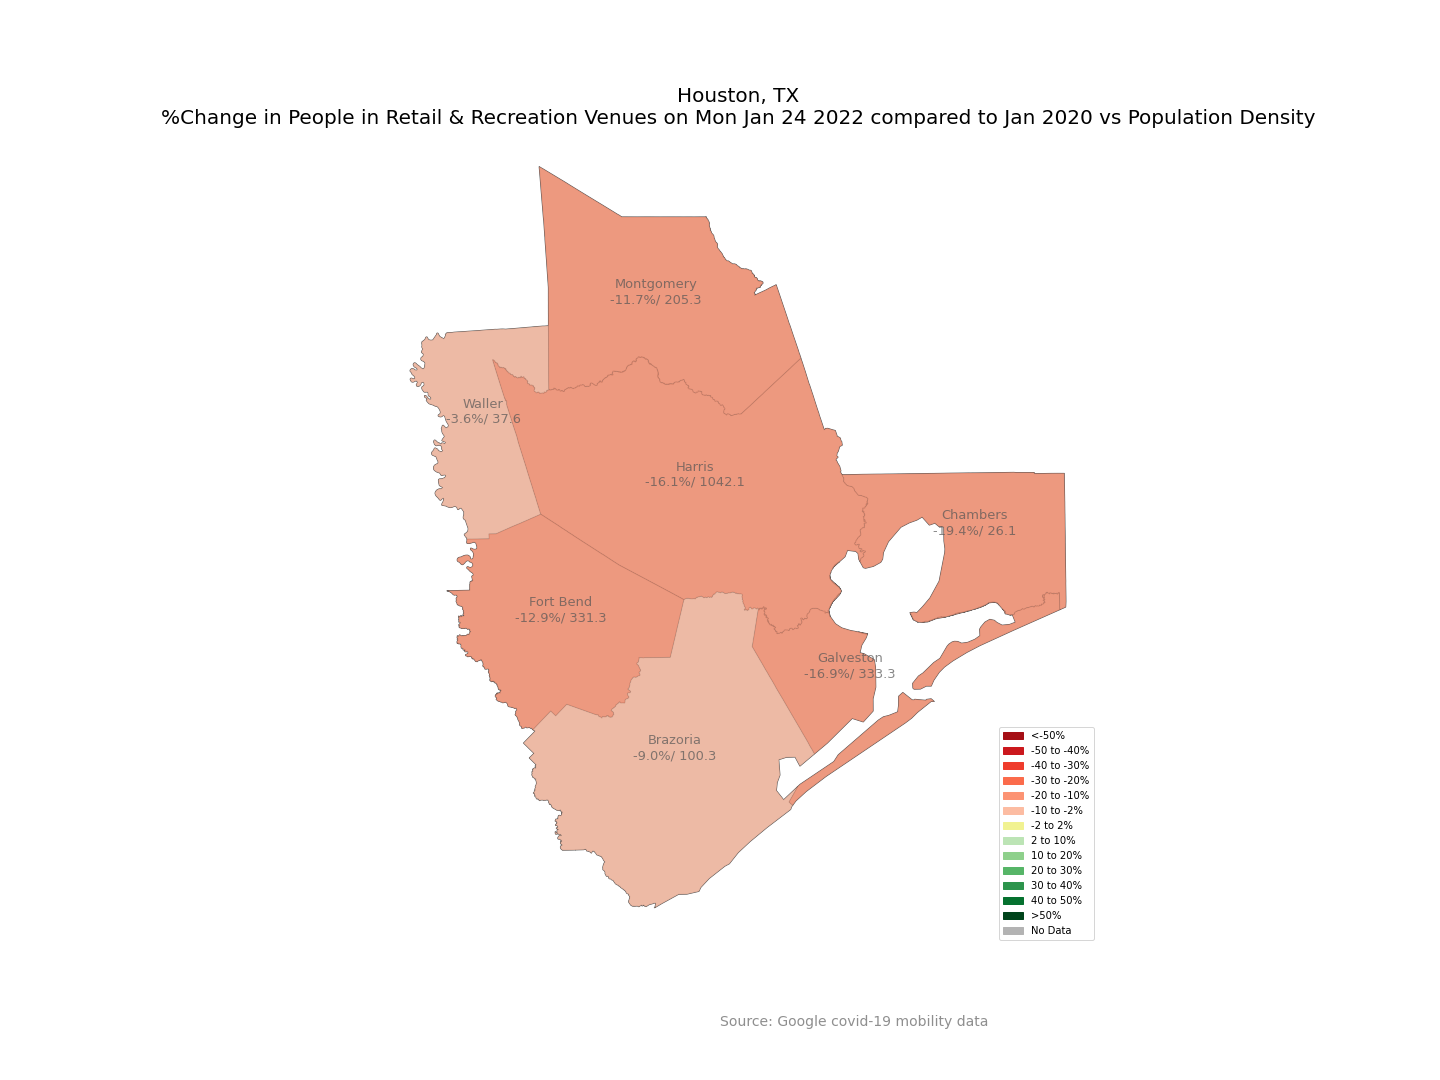 Houston, TX
%Change in People in Retail & Recreation Venues on Mon Jan 24 2022 compared to Jan 2020 vs Population Density
Montgomery
-11.7%/ 205.3
Waller
-3.6%/ 37.6
Harris
-16.1%/ 1042.1
Chambers
-19.4%/ 26.1
Fort Bend
-12.9%/ 331.3
Galveston
-16.9%/ 333.3
Brazoria
-9.0%/ 100.3
<-50%
-50 to -40%
-40 to -30%
-30 to -20%
-20 to -10%
-10 to -2%
-2 to 2%
2 to 10%
10 to 20%
20 to 30%
30 to 40%
40 to 50%
>50%
No Data
Source: Google covid-19 mobility data